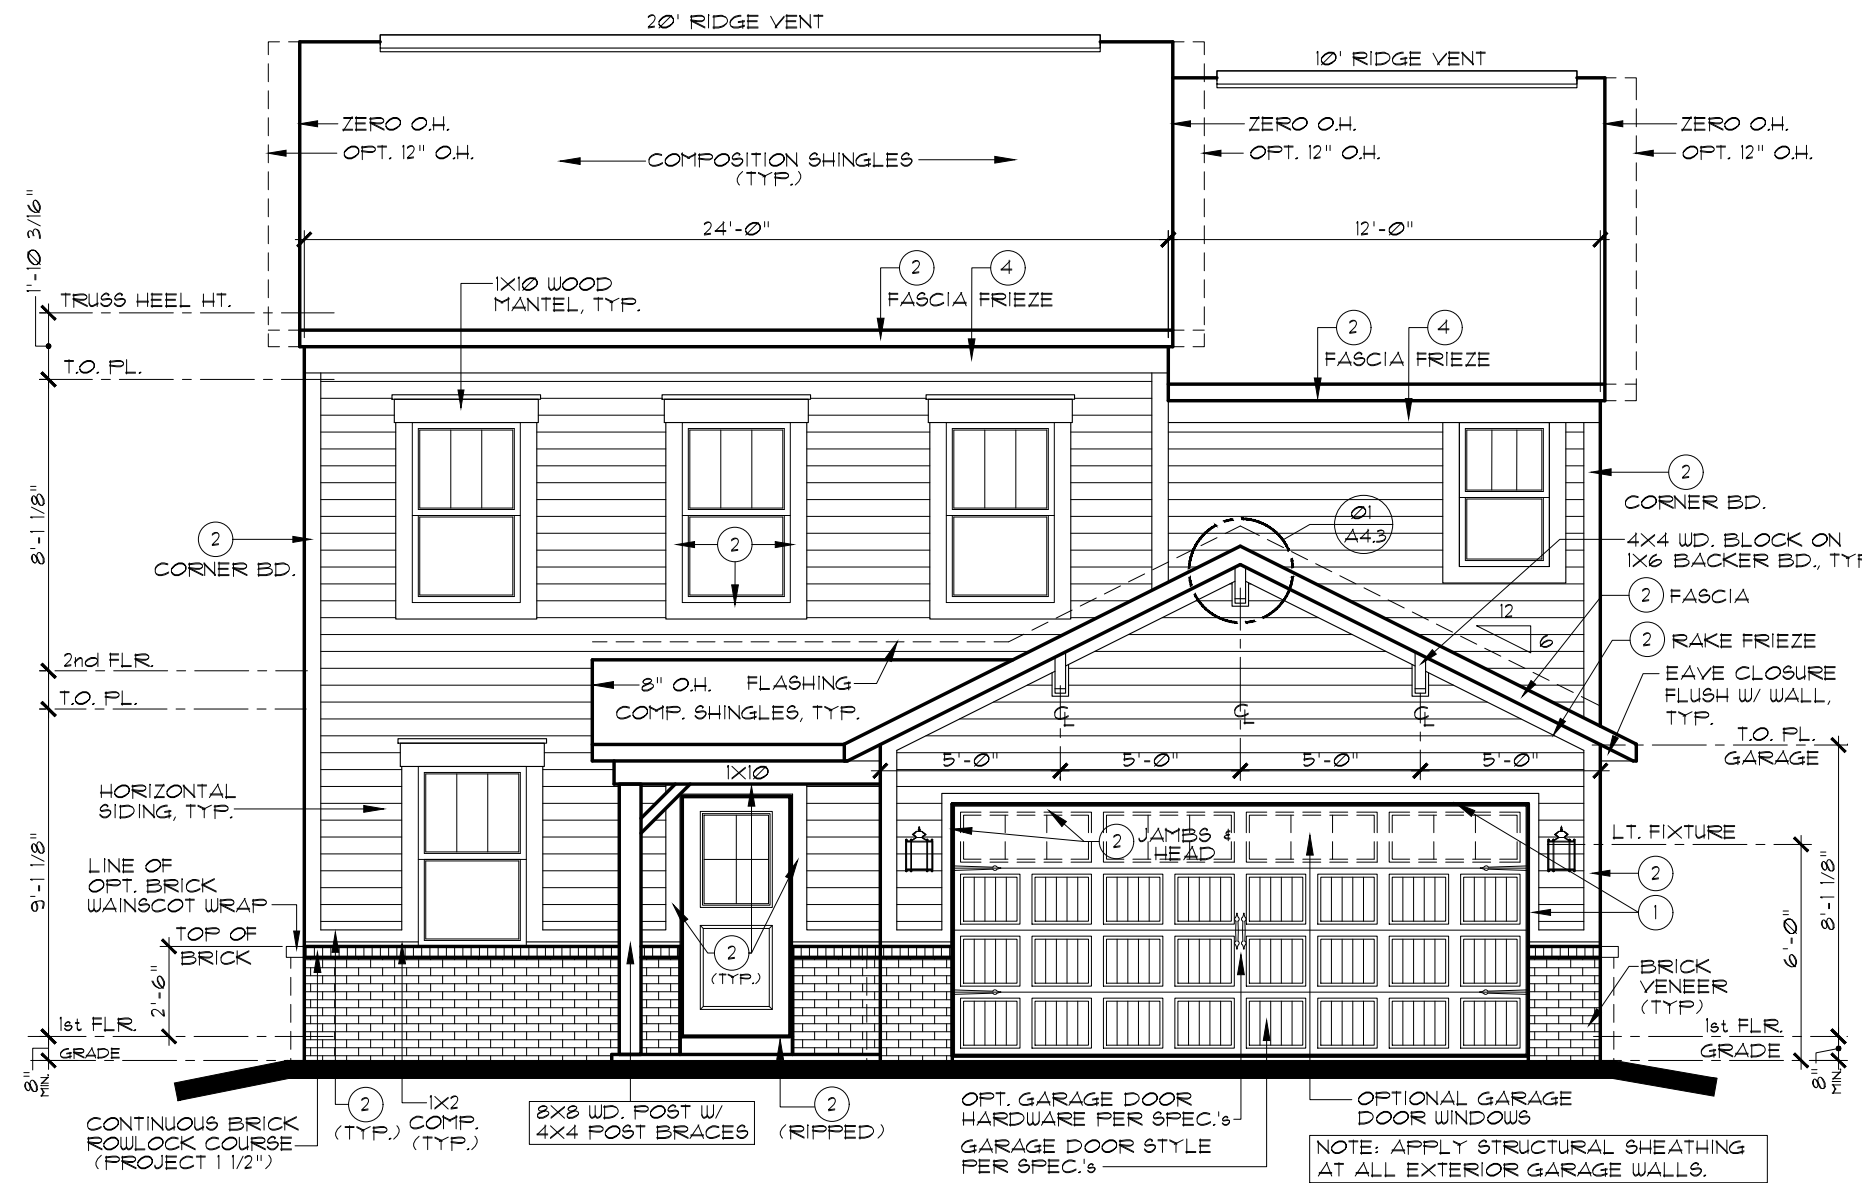 20' RIDGE VENT
10' RIDGE VENT
ZERO O.H.
OPT. 12" O.H.
COMPOSITION SHINGLES
(TYP.)
ZERO O.H.
OPT. 12" O.H.
ZERO O.H.
OPT. 12" O.H.
24'-0"
12'-0"
1'-10 3/16"
TRUSS HEEL HT.
1X10 WOOD
MANTEL, TYP.
2
FASCIA
4
FRIEZE
2
FASCIA
4
FRIEZE
T.O. PL.
8'-1 1/8"
2
CORNER BD.
2
2
CORNER BD.
01
A4.3
4X4 WD. BLOCK ON
1X6 BACKER BD., TYP
2 FASCIA
12
6
2 RAKE FRIEZE
EAVE CLOSURE
FLUSH W/ WALL,
TYP.
2nd FLR.
T.O. PL.
8" O.H.
FLASHING
COMP. SHINGLES, TYP.
CL
CL
CL
T.O. PL.
GARAGE
5'-0"
5'-0"
5'-0"
5'-0"
1X10
HORIZONTAL
SIDING, TYP.
2 JAMBS &
HEAD
LT. FIXTURE
9'-1 1/8"
LINE OF
OPT. BRICK
WAINSCOT WRAP
2
1
8'-1 1/8"
6'-0"
TOP OF
BRICK
2
(TYP.)
2'-6"
BRICK
VENEER
(TYP.)
1st FLR.
GRADE
8"
MIN.
1st FLR.
GRADE
8"
MIN.
CONTINUOUS BRICK
ROWLOCK COURSE
(PROJECT 1 1/2")
2
(TYP.)
1X2
COMP.
(TYP.)
8X8 WD. POST W/
4X4 POST BRACES
2
(RIPPED)
OPT. GARAGE DOOR
HARDWARE PER SPEC.'s
GARAGE DOOR STYLE
PER SPEC.'s
OPTIONAL GARAGE
DOOR WINDOWS
NOTE: APPLY STRUCTURAL SHEATHING
AT ALL EXTERIOR GARAGE WALLS.